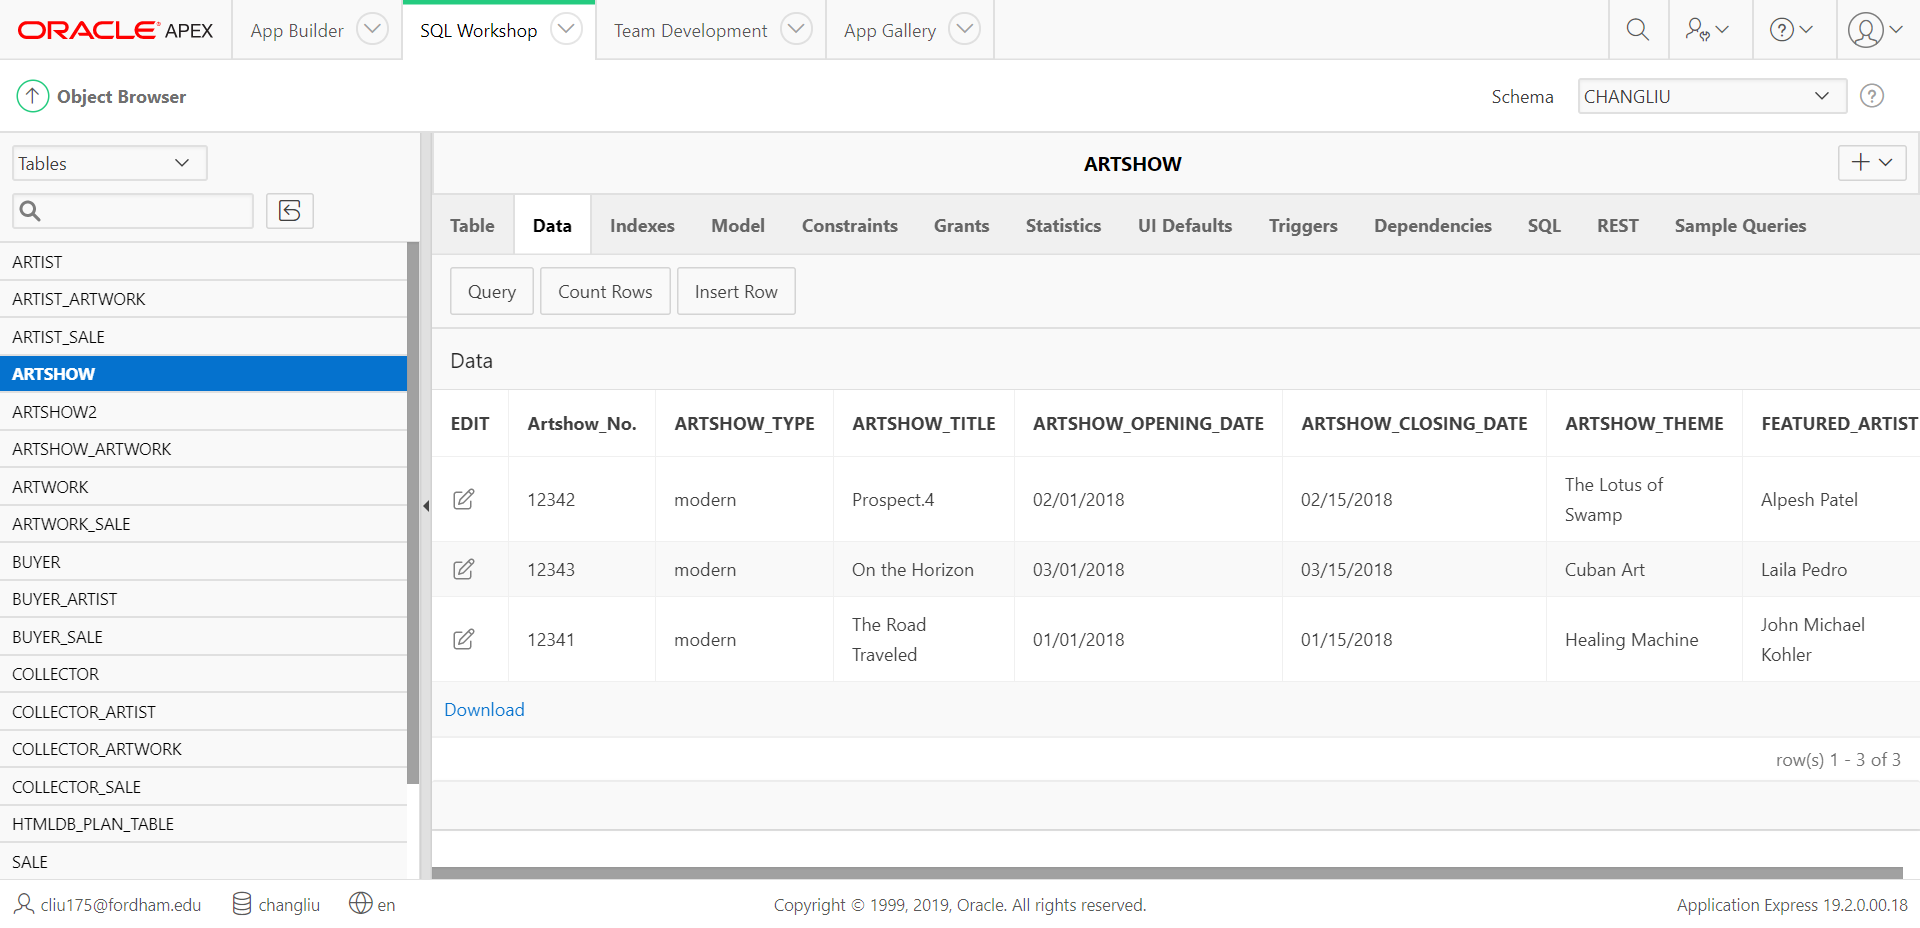 ORACLE APEX App Builder SQL Workshop Team Development App Gallery
Object Browser Schema CHANGLIU
Tables
ARTSHOW
Table Data Indexes Model Constraints Grants Statistics UI Defaults Triggers Dependencies SQL REST Sample Queries
ARTIST
ARTIST_ARTWORK
ARTIST_SALE
ARTSHOW
ARTSHOW2
ARTSHOW_ARTWORK
ARTWORK
ARTWORK_SALE
BUYER
BUYER_ARTIST
BUYER_SALE
COLLECTOR
COLLECTOR_ARTIST
COLLECTOR_ARTWORK
COLLECTOR_SALE
HTMLDB_PLAN_TABLE
SALE
Query Count Rows Insert Row
Data
EDIT Artshow_No. ARTSHOW_TYPE ARTSHOW_TITLE ARTSHOW_OPENING_DATE ARTSHOW_CLOSING_DATE ARTSHOW_THEME FEATURED_ARTIST
12342 modern Prospect.4 02/01/2018 02/15/2018 The Lotus of Swamp Alpesh Patel
12343 modern On the Horizon 03/01/2018 03/15/2018 Cuban Art Laila Pedro
12341 modern The Road Traveled 01/01/2018 01/15/2018 Healing Machine John Michael Kohler
Download
row(s) 1 - 3 of 3
cliu175@fordham.edu changliu en Copyright © 1999, 2019, Oracle. All rights reserved. Application Express 19.2.0.00.18